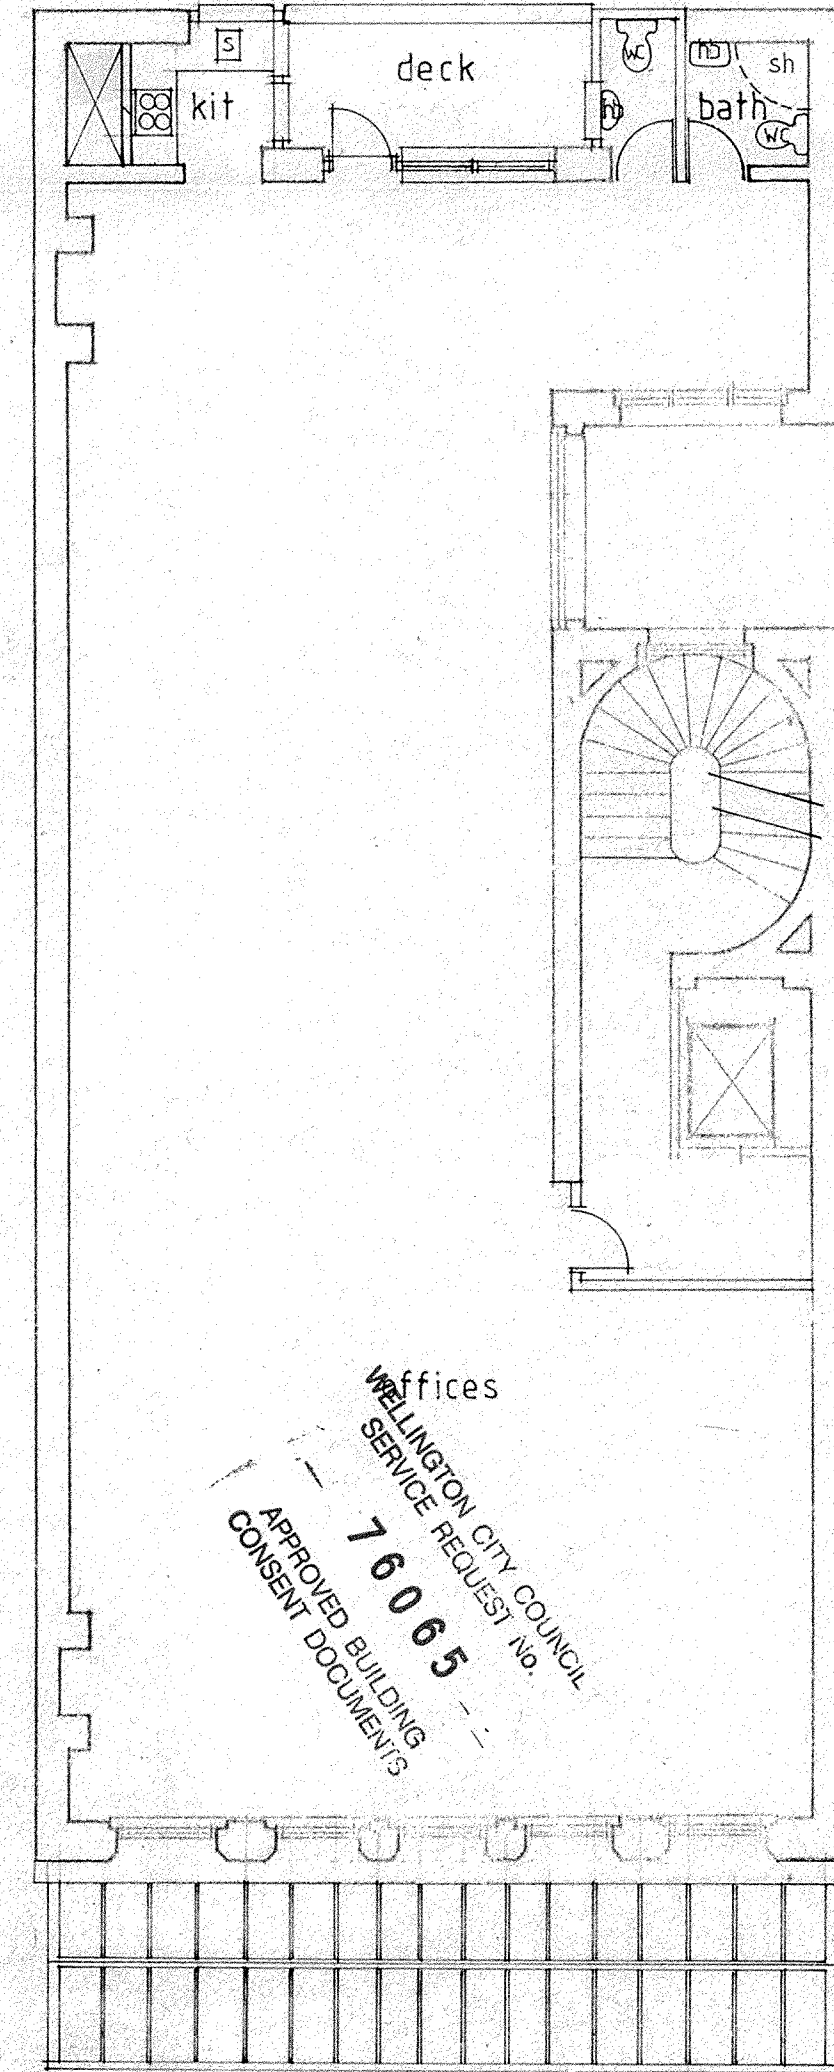 s
deck
kit
wc
hb
bath
hb
sh
wc
offices
WELLINGTON CITY COUNCIL
SERVICE REQUEST No.
76065
APPROVED BUILDING
CONSENT DOCUMENTS